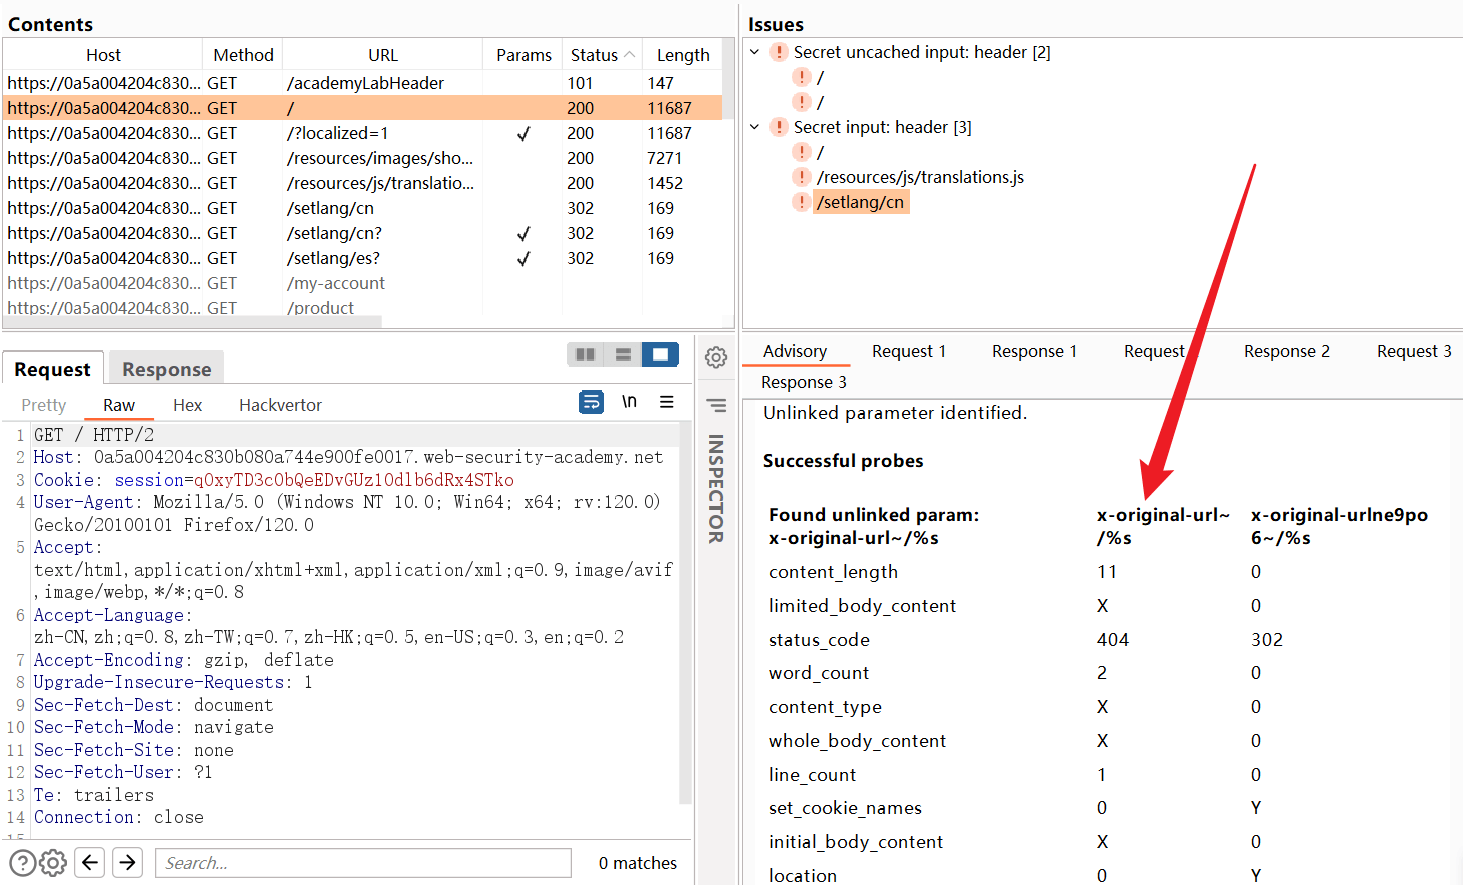 Contents
Host Method URL Params Status Length
https://0a5a004204c830... GET /academyLabHeader 101 147
https://0a5a004204c830... GET / 200 11687
https://0a5a004204c830... GET /?localized=1 ✓ 200 11687
https://0a5a004204c830... GET /resources/images/sho... 200 7271
https://0a5a004204c830... GET /resources/js/translatio... 200 1452
https://0a5a004204c830... GET /setlang/cn 302 169
https://0a5a004204c830... GET /setlang/cn? ✓ 302 169
https://0a5a004204c830... GET /setlang/es? ✓ 302 169
https://0a5a004204c830... GET /my-account
https://0a5a004204c830... GET /product
Request Response
Pretty Raw Hex Hackvertor \n
1 GET / HTTP/2
2 Host: 0a5a004204c830b080a744e900fe0017.web-security-academy.net
3 Cookie: session=qOxyTD3cObQeEDvGUzlOdlb6dRx4STko
4 User-Agent: Mozilla/5.0 (Windows NT 10.0; Win64; x64; rv:120.0)
Gecko/20100101 Firefox/120.0
5 Accept:
text/html,application/xhtml+xml,application/xml;q=0.9,image/avif
,image/webp,*/*;q=0.8
6 Accept-Language:
zh-CN,zh;q=0.8,zh-TW;q=0.7,zh-HK;q=0.5,en-US;q=0.3,en;q=0.2
7 Accept-Encoding: gzip, deflate
8 Upgrade-Insecure-Requests: 1
9 Sec-Fetch-Dest: document
10 Sec-Fetch-Mode: navigate
11 Sec-Fetch-Site: none
12 Sec-Fetch-User: ?1
13 Te: trailers
14 Connection: close
Search...
0 matches
INSPECTOR
Issues
Secret uncached input: header [2]
/
/
Secret input: header [3]
/
/resources/js/translations.js
/setlang/cn
Advisory Request 1 Response 1 Request Response 2 Request 3
Response 3
Unlinked parameter identified.
Successful probes
Found unlinked param: x-original-url~ x-original-urlne9po
x-original-url~/%s /%s 6~/%s
content_length 11 0
limited_body_content X 0
status_code 404 302
word_count 2 0
content_type X 0
whole_body_content X 0
line_count 1 0
set_cookie_names 0 Y
initial_body_content X 0
location 0 Y